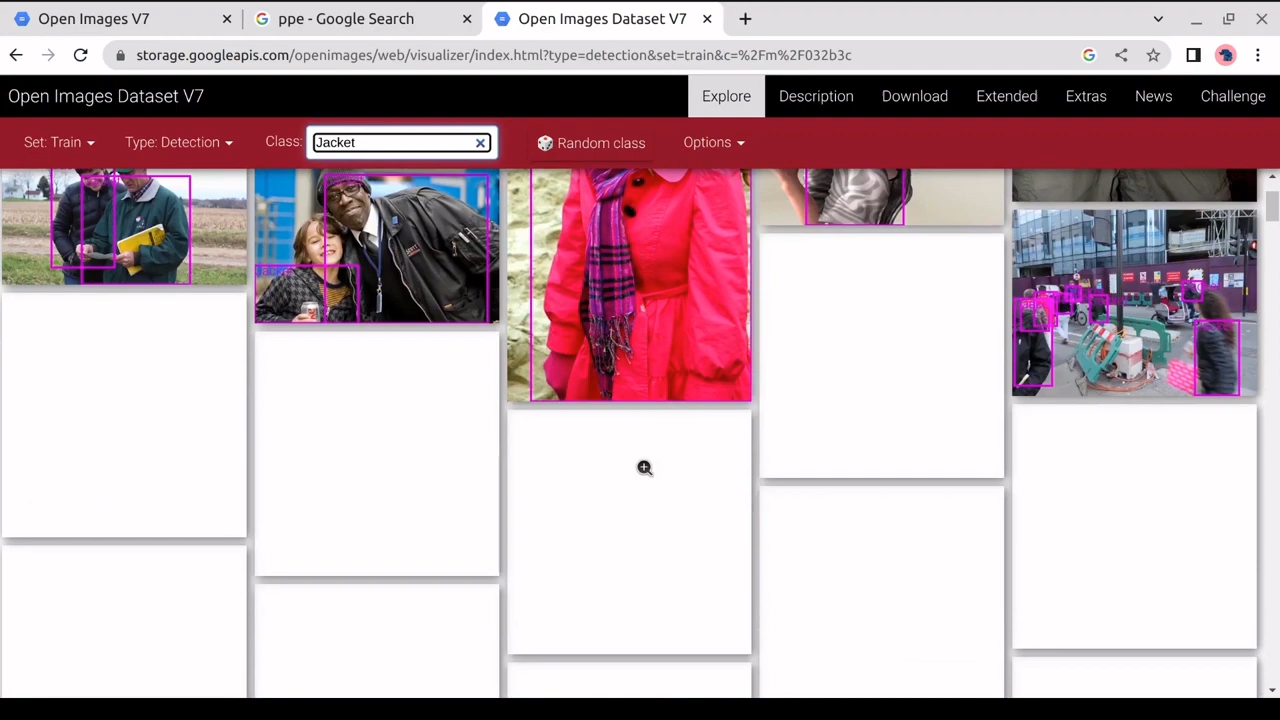 Open Images V7
ppe - Google Search
Open Images Dataset V7
storage.googleapis.com/openimages/web/visualizer/index.html?type=detection&set=train&c=%2Fm%2F032b3c
Open Images Dataset V7
Explore
Description
Download
Extended
Extras
News
Challenge
Set: Train
Type: Detection
Class:
Jacket
Random class
Options